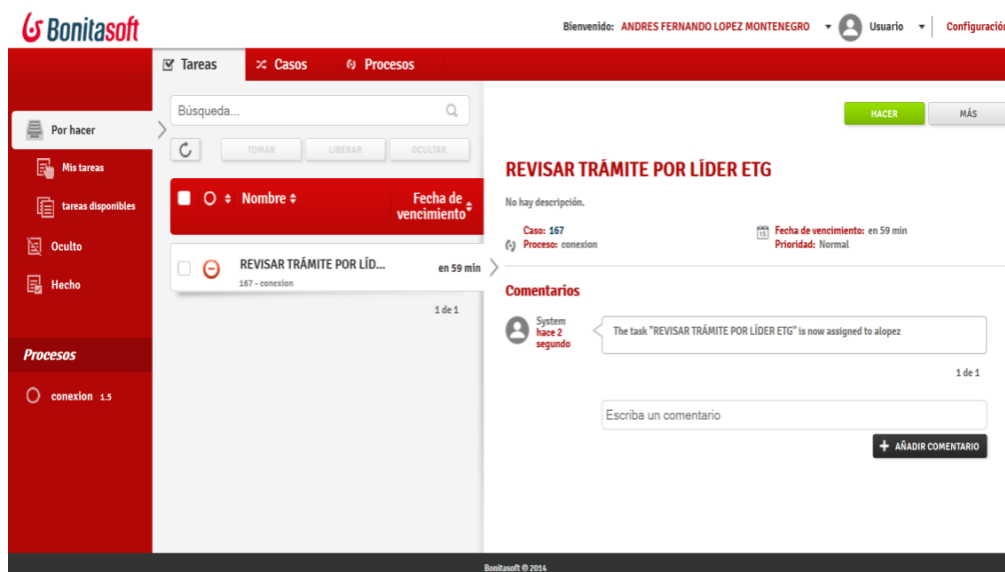 Bonitasoft
Bienvenido: ANDRES FERNANDO LOPEZ MONTENEGRO
Usuario
Configuración
Tareas
Casos
Procesos
Por hacer
Mis tareas
tareas disponibles
Oculto
Hecho
Procesos
conexion 1.5
Búsqueda...
TOMAR
LIBERAR
OCULTAR
Nombre
Fecha de
vencimiento
REVISAR TRÁMITE POR LÍD...
en 59 min
167 - conexion
1 de 1
HACER
MÁS
REVISAR TRÁMITE POR LÍDER ETG
No hay descripción.
Caso: 167
Proceso: conexion
Fecha de vencimiento: en 59 min
Prioridad: Normal
Comentarios
System
hace 2
segundo
The task "REVISAR TRÁMITE POR LÍDER ETG" is now assigned to alopez
1 de 1
Escriba un comentario
+ AÑADIR COMENTARIO
Bonitasoft © 2014